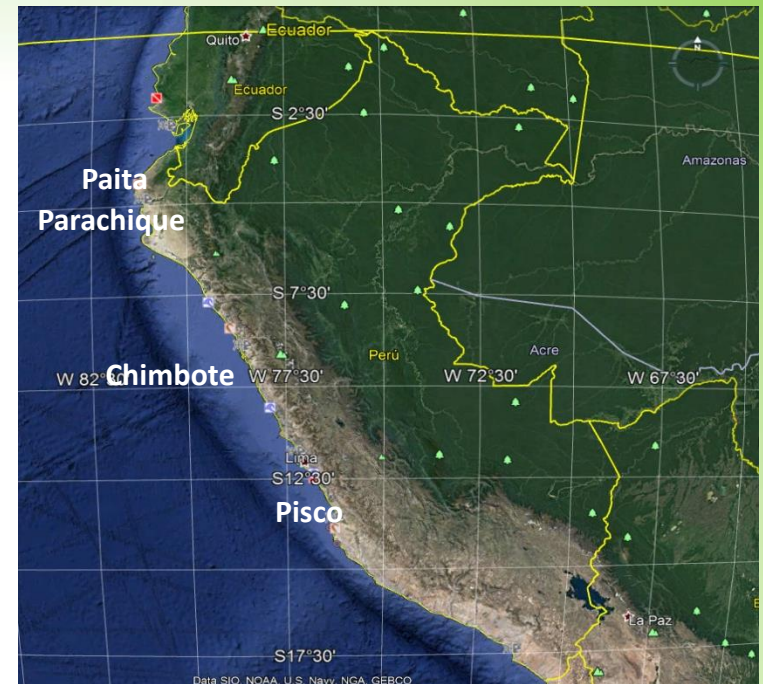 Quito
Ecuador
Ecuador
N
S 2°30'
Amazonas
Paita
Parachique
S 7°30'
Perú
Acre
W 82°30'
Chimbote
W 77°30'
W 72°30'
W 67°30'
Lima
S12°30'
Pisco
La Paz
S17°30'
Data SIO, NOAA, U.S. Navy, NGA, GEBCO